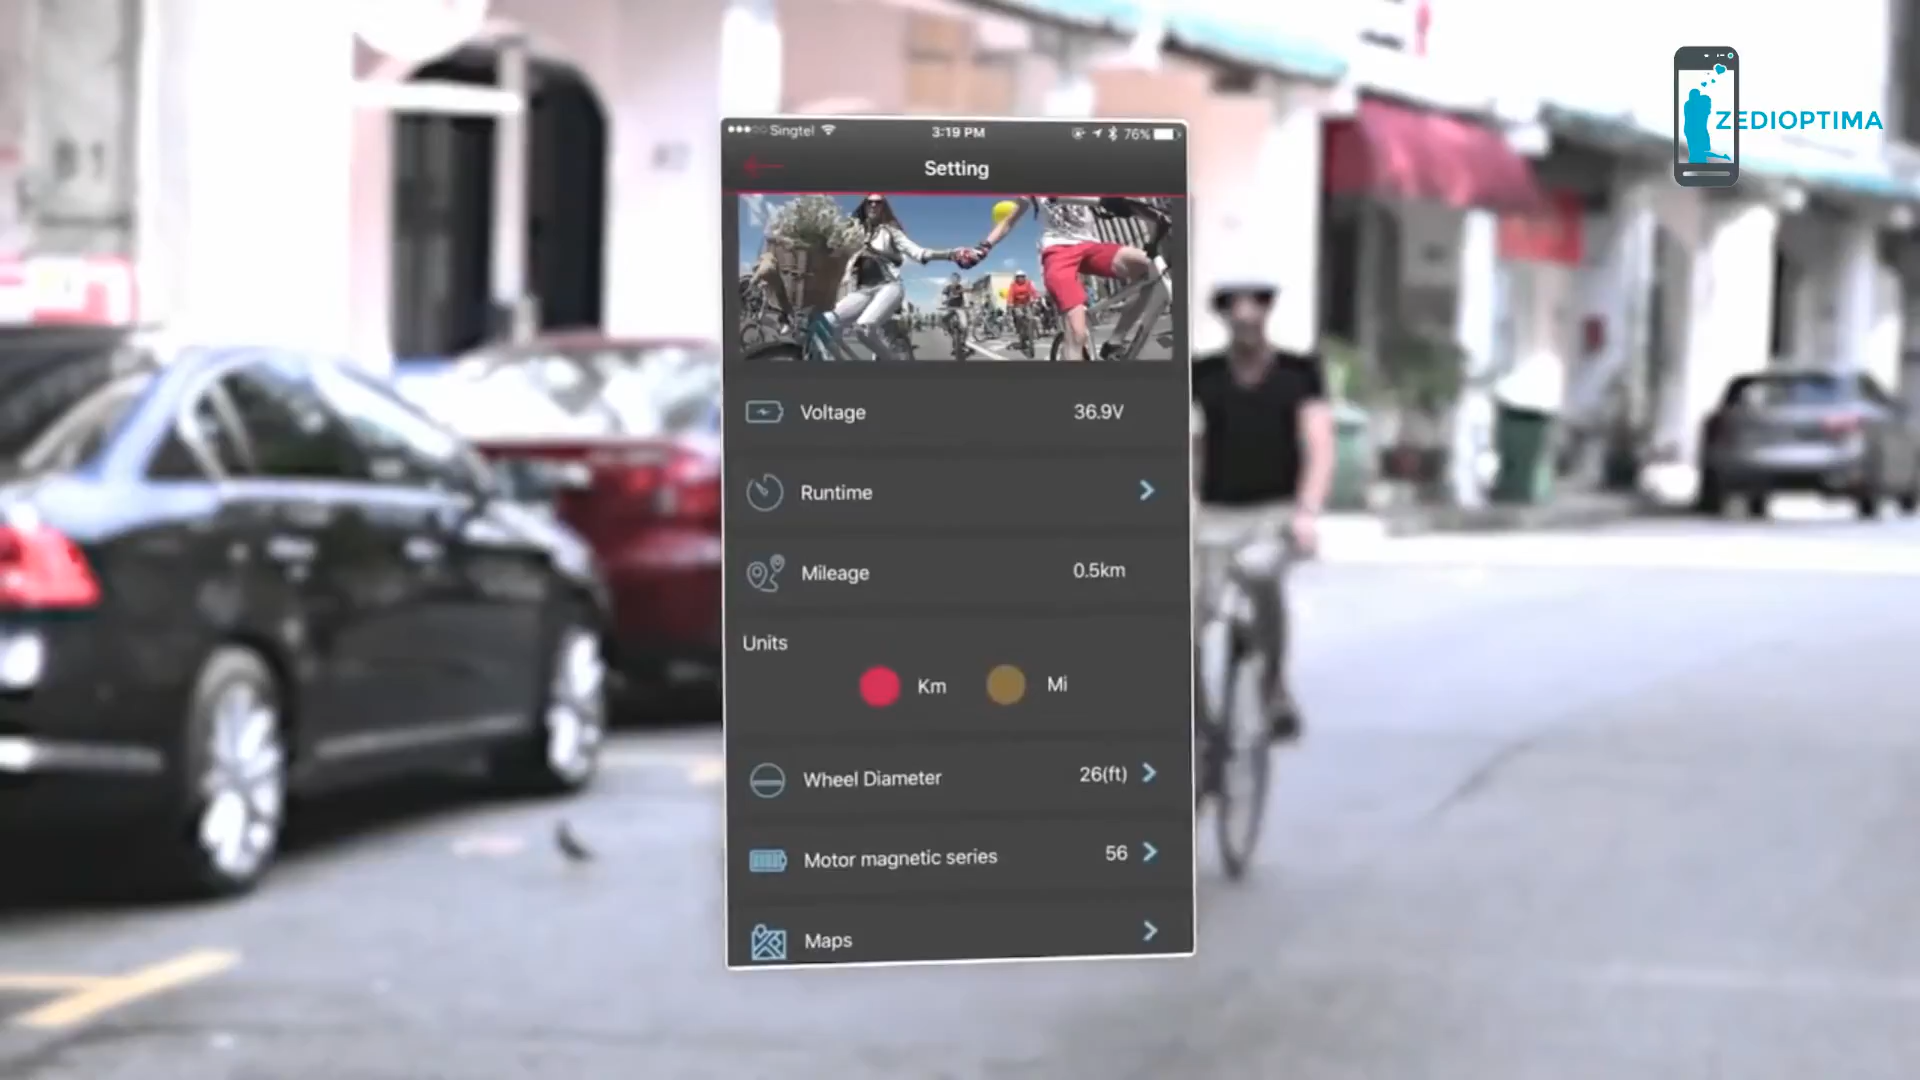 ZEDIOPTIMA
Singtel 3:19 PM 76%
Setting
Voltage 36.9V
Runtime
Mileage 0.5km
Units
Km Mi
Wheel Diameter 26(ft)
Motor magnetic series 56
Maps